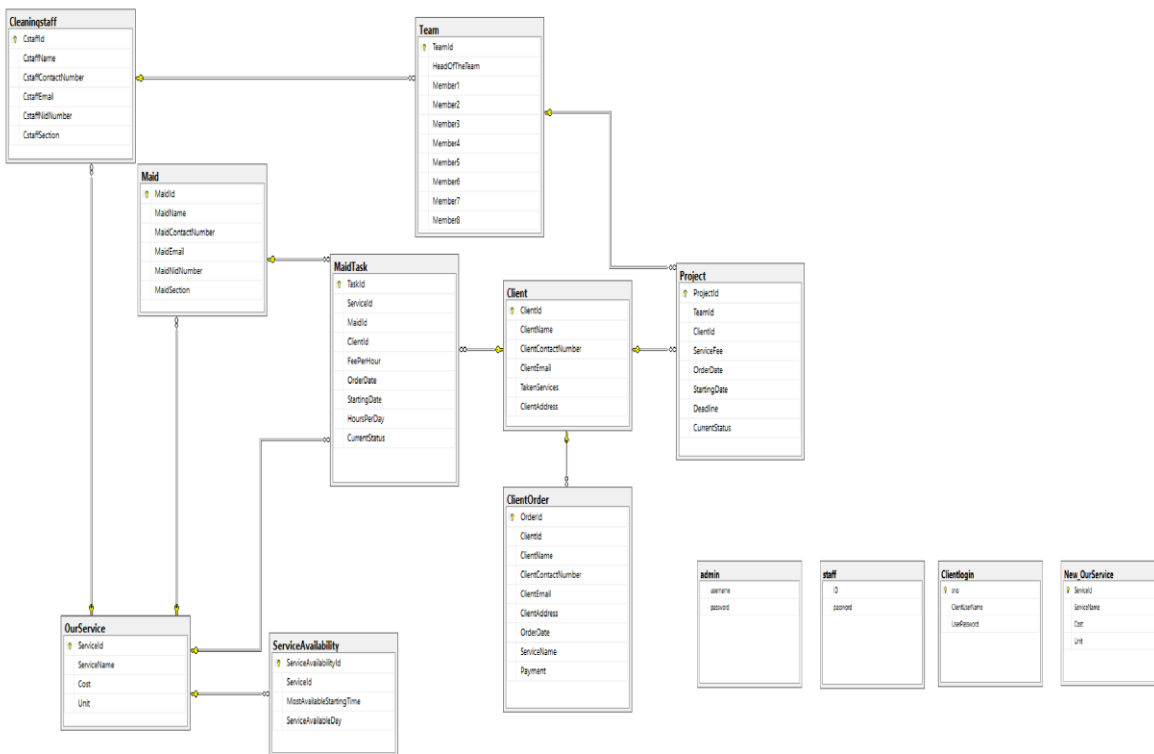 Cleaningstaff
CstaffId
CstaffName
CstaffContactNumber
CstaffEmail
CstaffNidNumber
CstaffSection
Team
TeamId
HeadOfTheTeam
Member1
Member2
Member3
Member4
Member5
Member6
Member7
Member8
Maid
MaidId
MaidName
MaidContactNumber
MaidEmail
MaidNidNumber
MaidSection
MaidTask
TaskId
ServiceId
MaidId
ClientId
FeePerHour
OrderDate
StartingDate
HoursPerDay
CurrentStatus
Client
ClientId
ClientName
ClientContactNumber
ClientEmail
TakenServices
ClientAddress
Project
ProjectId
TeamId
ClientId
ServiceFee
OrderDate
StartingDate
Deadline
CurrentStatus
ClientOrder
OrderId
ClientId
ClientName
ClientContactNumber
ClientEmail
ClientAddress
OrderDate
ServiceName
Payment
OurService
ServiceId
ServiceName
Cost
Unit
ServiceAvailability
ServiceAvailabilityId
ServiceId
MostAvailableStartingTime
ServiceAvailableDay
admin
username
password
staff
ID
password
Clientlogin
sno
ClientUserName
UserPassword
New_OurService
ServiceId
ServiceName
Cost
Unit